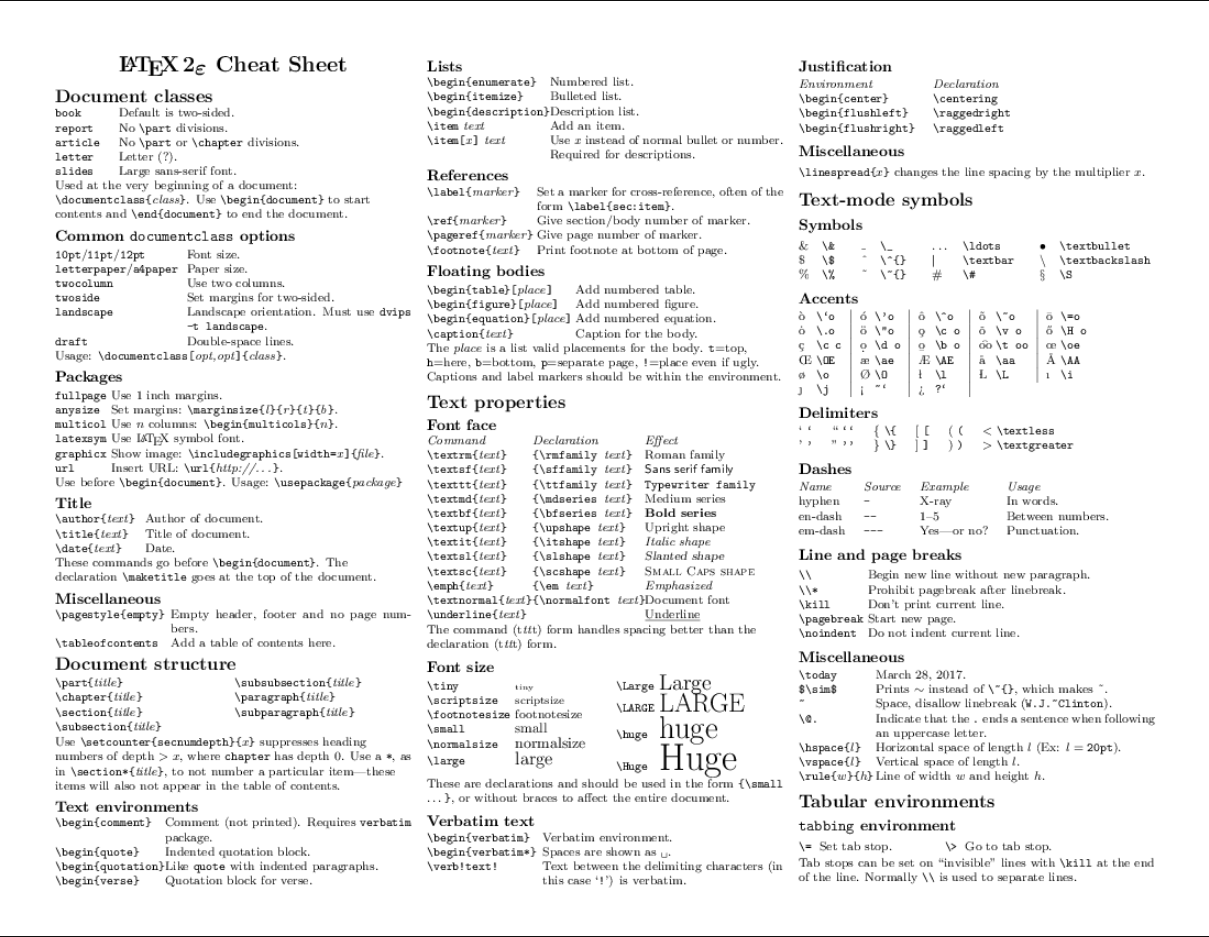 LATEX 2ε Cheat Sheet
Document classes
book Default is two-sided.
report No \part divisions.
article No \part or \chapter divisions.
letter Letter (?).
slides Large sans-serif font.
Used at the very beginning of a document:
\documentclass{class}. Use \begin{document} to start
contents and \end{document} to end the document.
Common documentclass options
10pt/11pt/12pt Font size.
letterpaper/a4paper Paper size.
twocolumn Use two columns.
twoside Set margins for two-sided.
landscape Landscape orientation. Must use dvips
-t landscape.
draft Double-space lines.
Usage: \documentclass[opt,opt]{class}.
Packages
fullpage Use 1 inch margins.
anysize Set margins: \marginsize{l}{r}{t}{b}.
multicol Use n columns: \begin{multicols}{n}.
latexsym Use LATEX symbol font.
graphicx Show image: \includegraphics[width=x]{file}.
url Insert URL: \url{http://...}.
Use before \begin{document}. Usage: \usepackage{package}
Title
\author{text} Author of document.
\title{text} Title of document.
\date{text} Date.
These commands go before \begin{document}. The
declaration \maketitle goes at the top of the document.
Miscellaneous
\pagestyle{empty} Empty header, footer and no page num-
bers.
\tableofcontents Add a table of contents here.
Document structure
\part{title} \subsubsection{title}
\chapter{title} \paragraph{title}
\section{title} \subparagraph{title}
\subsection{title}
Use \setcounter{secnumdepth}{x} suppresses heading
numbers of depth > x, where chapter has depth 0. Use a *, as
in \section*{title}, to not number a particular item—these
items will also not appear in the table of contents.
Text environments
\begin{comment} Comment (not printed). Requires verbatim
package.
\begin{quote} Indented quotation block.
\begin{quotation} Like quote with indented paragraphs.
\begin{verse} Quotation block for verse.
Lists
\begin{enumerate} Numbered list.
\begin{itemize} Bulleted list.
\begin{description} Description list.
\item text Add an item.
\item[x] text Use x instead of normal bullet or number.
Required for descriptions.
References
\label{marker} Set a marker for cross-reference, often of the
form \label{sec:item}.
\ref{marker} Give section/body number of marker.
\pageref{marker} Give page number of marker.
\footnote{text} Print footnote at bottom of page.
Floating bodies
\begin{table}[place] Add numbered table.
\begin{figure}[place] Add numbered figure.
\begin{equation}[place] Add numbered equation.
\caption{text} Caption for the body.
The place is a list valid placements for the body. t=top,
h=here, b=bottom, p=separate page, !=place even if ugly.
Captions and label markers should be within the environment.
Text properties
Font face
Command Declaration Effect
\textrm{text} {\rmfamily text} Roman family
\textsf{text} {\sffamily text} Sans serif family
\texttt{text} {\ttfamily text} Typewriter family
\textmd{text} {\mdseries text} Medium series
\textbf{text} {\bfseries text} Bold series
\textup{text} {\upshape text} Upright shape
\textit{text} {\itshape text} Italic shape
\textsl{text} {\slshape text} Slanted shape
\textsc{text} {\scshape text} Small Caps shape
\emph{text} {\em text} Emphasized
\textnormal{text} {\normalfont text} Document font
\underline{text} Underline
The command (tttt) form handles spacing better than the
declaration (tttt) form.
Font size
\tiny tiny \Large Large
\scriptsize scriptsize \LARGE LARGE
\footnotesize footnotesize
\small small \huge huge
\normalsize normalsize
\large large \Huge Huge
These are declarations and should be used in the form {\small
...}, or without braces to affect the entire document.
Verbatim text
\begin{verbatim} Verbatim environment.
\begin{verbatim*} Spaces are shown as ␣.
\verb!text! Text between the delimiting characters (in
this case ‘!’) is verbatim.
Justification
Environment Declaration
\begin{center} \centering
\begin{flushleft} \raggedright
\begin{flushright} \raggedleft
Miscellaneous
\linespread{x} changes the line spacing by the multiplier x.
Text-mode symbols
Symbols
& \& _ \_ ... \ldots • \textbullet
$ \$ ^ \^{} | \textbar \ \textbackslash
% \% ~ \~{} # \# § \S
Accents
ò \`o ó \'o ô \^o õ \~o ō \=o
ȯ \.o ö \"o o̧ \c o ǒ \v o ő \H o
ç \c c ọ \d o o̱ \b o o͡o \t oo œ \oe
Œ \OE æ \ae Æ \AE å \aa Å \AA
ø \o Ø \O ł \l Ł \L ı \i
ȷ \j ¡ ~` ¿ ?`
Delimiters
‘ ` “ `` { \{ [ [ ( ( < \textless
’ ' ” '' } \} ] ] ) ) > \textgreater
Dashes
Name Source Example Usage
hyphen - X-ray In words.
en-dash -- 1–5 Between numbers.
em-dash --- Yes—or no? Punctuation.
Line and page breaks
\\ Begin new line without new paragraph.
\\* Prohibit pagebreak after linebreak.
\kill Don't print current line.
\pagebreak Start new page.
\noindent Do not indent current line.
Miscellaneous
\today March 28, 2017.
$\sim$ Prints ∼ instead of \~{}, which makes ~.
~ Space, disallow linebreak (W.J.~Clinton).
\@. Indicate that the . ends a sentence when following
an uppercase letter.
\hspace{l} Horizontal space of length l (Ex: l = 20pt).
\vspace{l} Vertical space of length l.
\rule{w}{h} Line of width w and height h.
Tabular environments
tabbing environment
\= Set tab stop. \> Go to tab stop.
Tab stops can be set on “invisible” lines with \kill at the end
of the line. Normally \\ is used to separate lines.